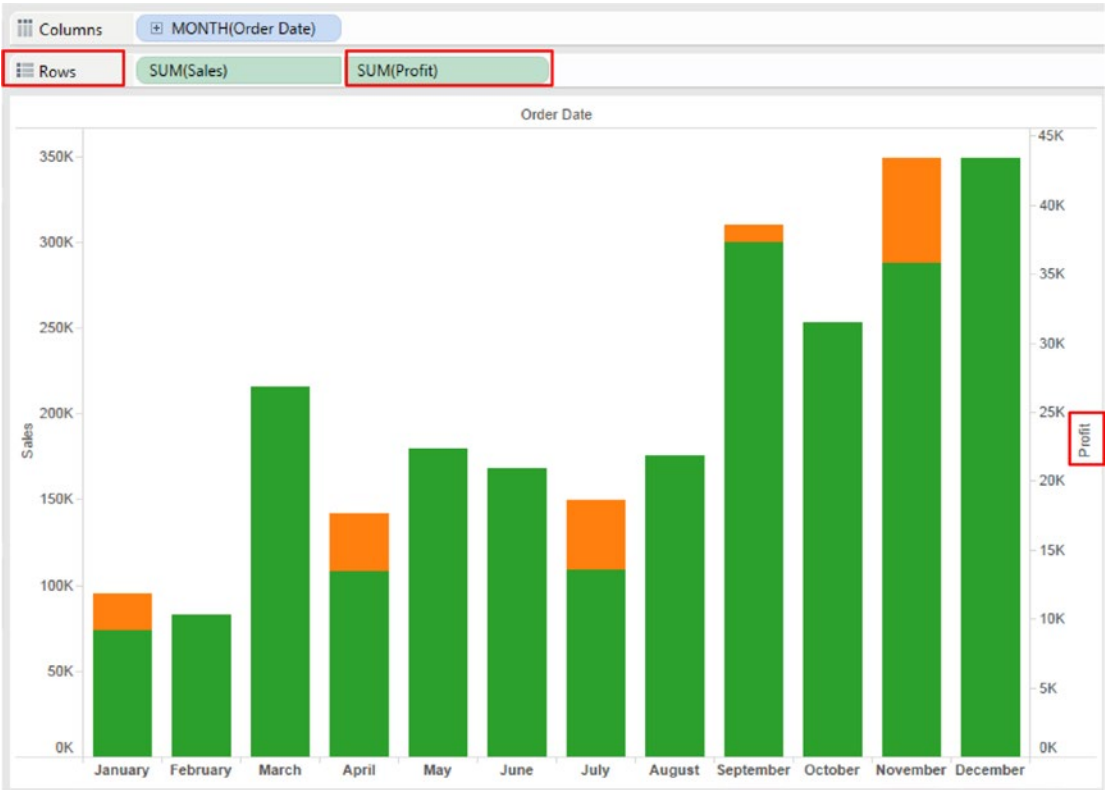 Columns MONTH(Order Date)
Rows SUM(Sales) SUM(Profit)
Order Date
45K
350K
40K
300K
35K
250K
30K
200K
25K
Sales
Profit
20K
150K
15K
100K
10K
50K
5K
0K 0K
January February March April May June July August September October November December